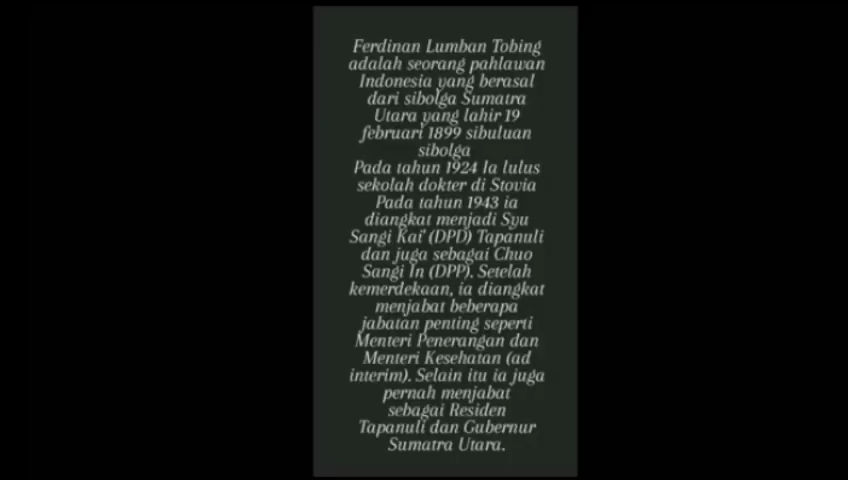 Ferdinan Lumban Tobing
adalah seorang pahlawan
Indonesia yang berasal
dari sibolga Sumatra
Utara yang lahir 19
februari 1899 sibuluan
sibolga
Pada tahun 1924 Ia lulus
sekolah dokter di Stovia
Pada tahun 1943 ia
diangkat menjadi Syu
Sangi Kai' (DPD) Tapanuli
dan juga sebagai Chuo
Sangi In (DPP). Setelah
kemerdekaan, ia diangkat
menjabat beberapa
jabatan penting seperti
Menteri Penerangan dan
Menteri Kesehatan (ad
interim). Selain itu ia juga
pernah menjabat
sebagai Residen
Tapanuli dan Gubernur
Sumatra Utara.